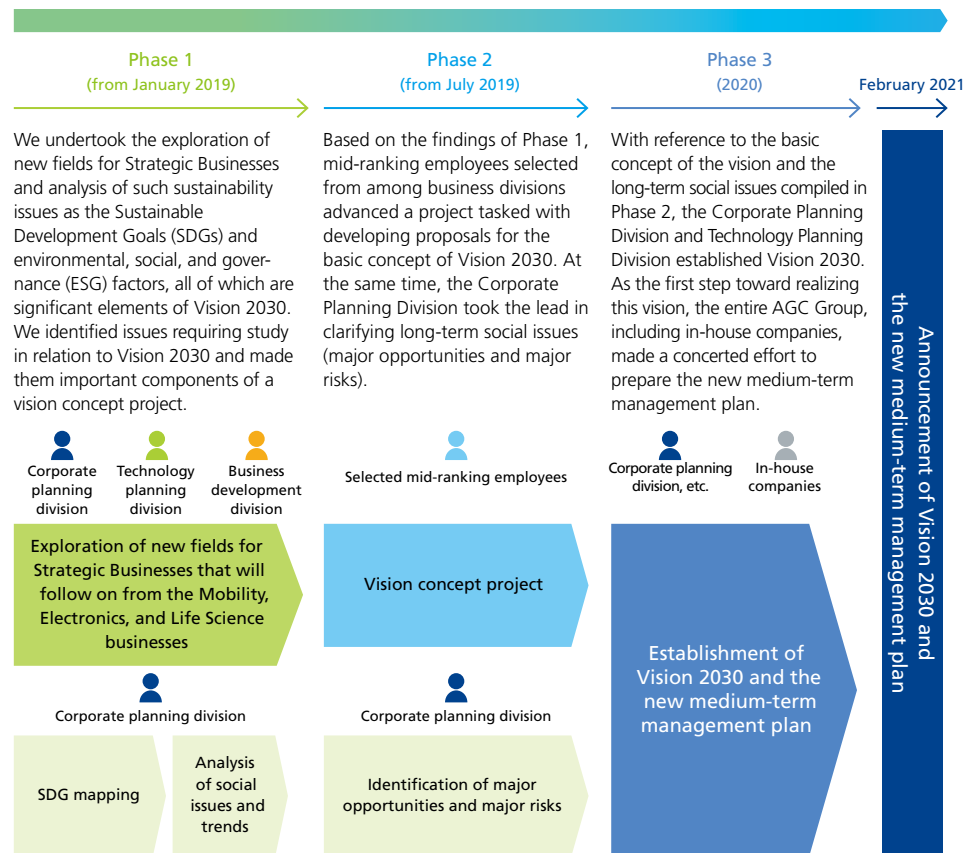 Phase 1
(from January 2019)
We undertook the exploration of
new fields for Strategic Businesses
and analysis of such sustainability
issues as the Sustainable
Development Goals (SDGs) and
environmental, social, and gover-
nance (ESG) factors, all of which are
significant elements of Vision 2030.
We identified issues requiring study
in relation to Vision 2030 and made
them important components of a
vision concept project.
Corporate
planning
division
Technology
planning
division
Business
development
division
Exploration of new fields for
Strategic Businesses that will
follow on from the Mobility,
Electronics, and Life Science
businesses
Corporate planning division
SDG mapping
Analysis
of social
issues and
trends
Phase 2
(from July 2019)
Based on the findings of Phase 1,
mid-ranking employees selected
from among business divisions
advanced a project tasked with
developing proposals for the
basic concept of Vision 2030. At
the same time, the Corporate
Planning Division took the lead in
clarifying long-term social issues
(major opportunities and major
risks).
Selected mid-ranking employees
Vision concept project
Corporate planning division
Identification of major
opportunities and major risks
Phase 3
(2020)
With reference to the basic
concept of the vision and the
long-term social issues compiled in
Phase 2, the Corporate Planning
Division and Technology Planning
Division established Vision 2030.
As the first step toward realizing
this vision, the entire AGC Group,
including in-house companies,
made a concerted effort to
prepare the new medium-term
management plan.
Corporate planning
division, etc.
In-house
companies
Establishment of
Vision 2030 and the
new medium-term
management plan
February 2021
Announcement of Vision 2030 and
the new medium-term management plan